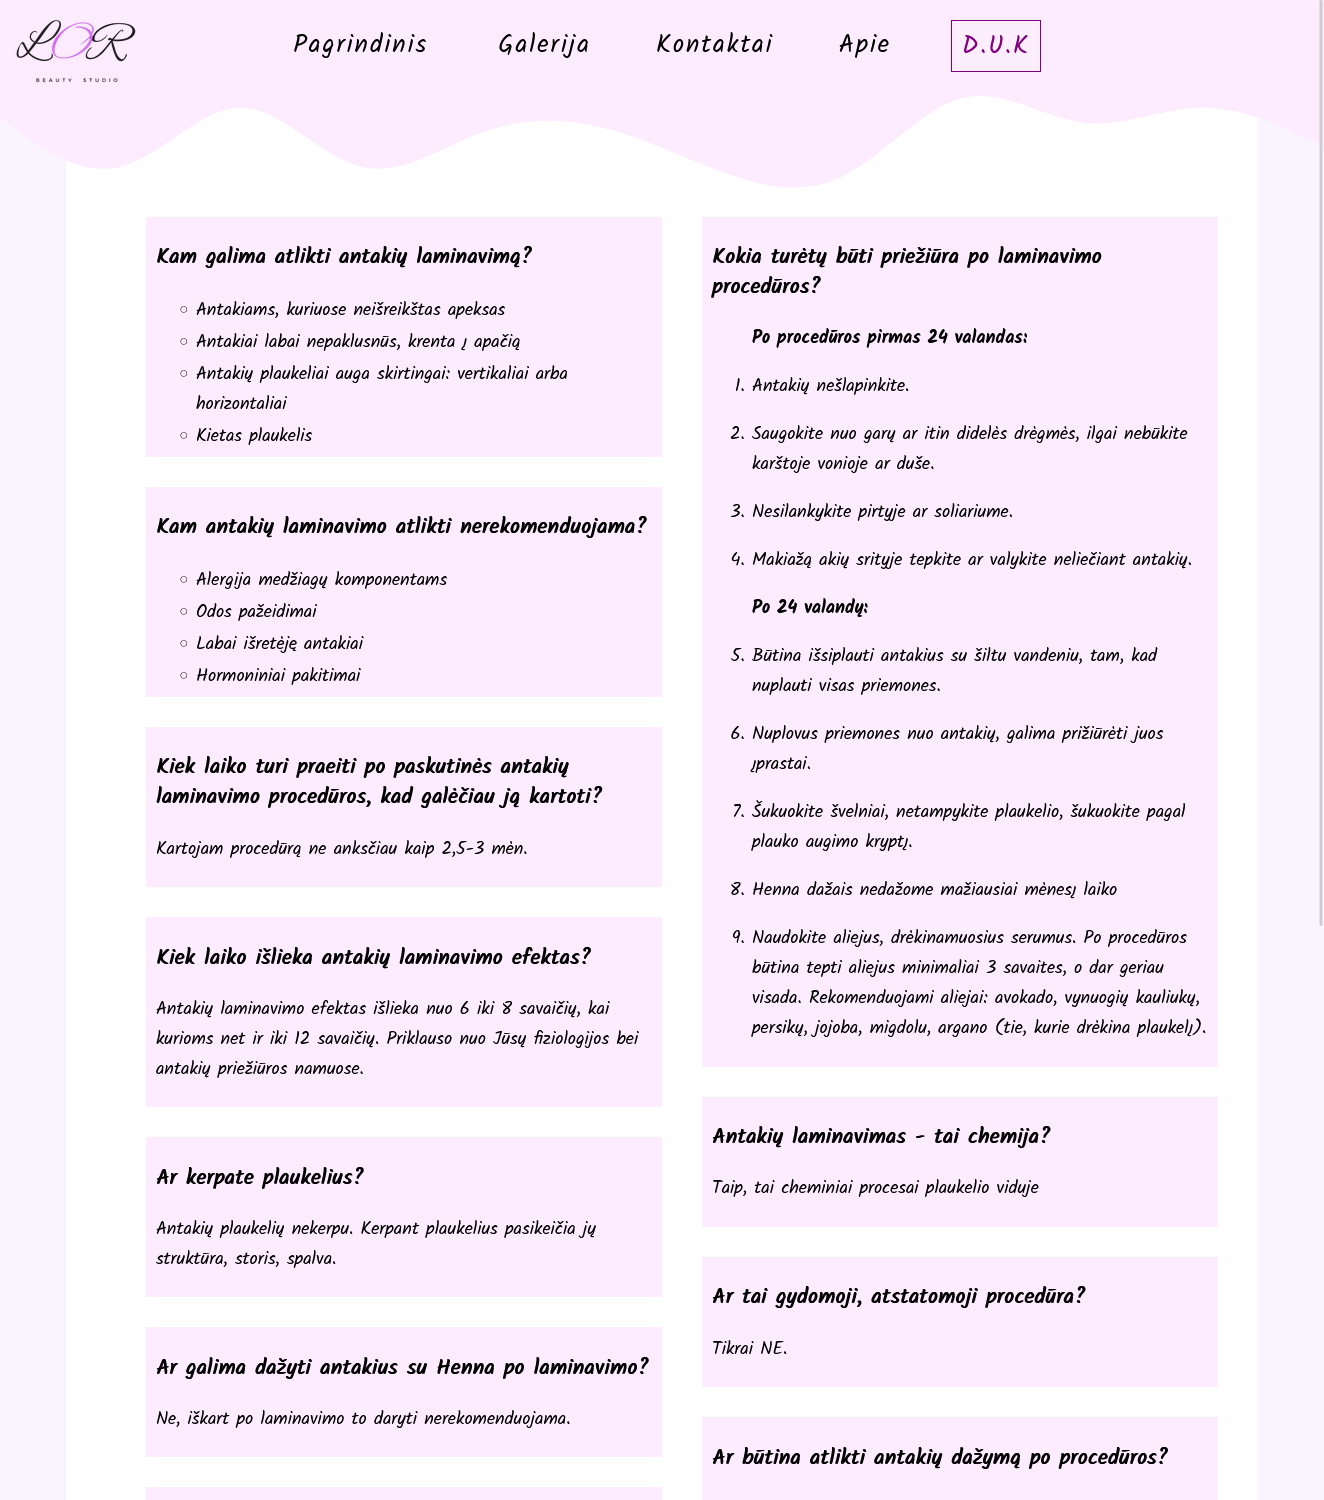 LOR
BEAUTY STUDIO
Pagrindinis
Galerija
Kontaktai
Apie
D.U.K
Kam galima atlikti antakių laminavimą?
Antakiams, kuriuose neišreikštas apeksas
Antakiai labai nepaklusnūs, krenta į apačią
Antakių plaukeliai auga skirtingai: vertikaliai arba
horizontaliai
Kietas plaukelis
Kam antakių laminavimo atlikti nerekomenduojama?
Alergija medžiagų komponentams
Odos pažeidimai
Labai išretėję antakiai
Hormoniniai pakitimai
Kiek laiko turi praeiti po paskutinės antakių
laminavimo procedūros, kad galėčiau ją kartoti?
Kartojam procedūrą ne anksčiau kaip 2,5-3 mėn.
Kiek laiko išlieka antakių laminavimo efektas?
Antakių laminavimo efektas išlieka nuo 6 iki 8 savaičių, kai
kurioms net ir iki 12 savaičių. Priklauso nuo Jūsų fiziologijos bei
antakių priežiūros namuose.
Ar kerpate plaukelius?
Antakių plaukelių nekerpu. Kerpant plaukelius pasikeičia jų
struktūra, storis, spalva.
Ar galima dažyti antakius su Henna po laminavimo?
Ne, iškart po laminavimo to daryti nerekomenduojama.
Kokia turėtų būti priežiūra po laminavimo
procedūros?
Po procedūros pirmas 24 valandas:
1. Antakių nešlapinkite.
2. Saugokite nuo garų ar itin didelės drėgmės, ilgai nebūkite
karštoje vonioje ar duše.
3. Nesilankykite pirtyje ar soliariume.
4. Makiažą akių srityje tepkite ar valykite neliečiant antakių.
Po 24 valandų:
5. Būtina išsiplauti antakius su šiltu vandeniu, tam, kad
nuplauti visas priemones.
6. Nuplovus priemones nuo antakių, galima prižiūrėti juos
įprastai.
7. Šukuokite švelniai, netampykite plaukelio, šukuokite pagal
plauko augimo kryptį.
8. Henna dažais nedažome mažiausiai mėnesį laiko
9. Naudokite aliejus, drėkinamuosius serumus. Po procedūros
būtina tepti aliejus minimaliai 3 savaites, o dar geriau
visada. Rekomenduojami aliejai: avokado, vynuogių kauliukų,
persikų, jojoba, migdolu, argano (tie, kurie drėkina plaukelį).
Antakių laminavimas - tai chemija?
Taip, tai cheminiai procesai plaukelio viduje
Ar tai gydomoji, atstatomoji procedūra?
Tikrai NE.
Ar būtina atlikti antakių dažymą po procedūros?